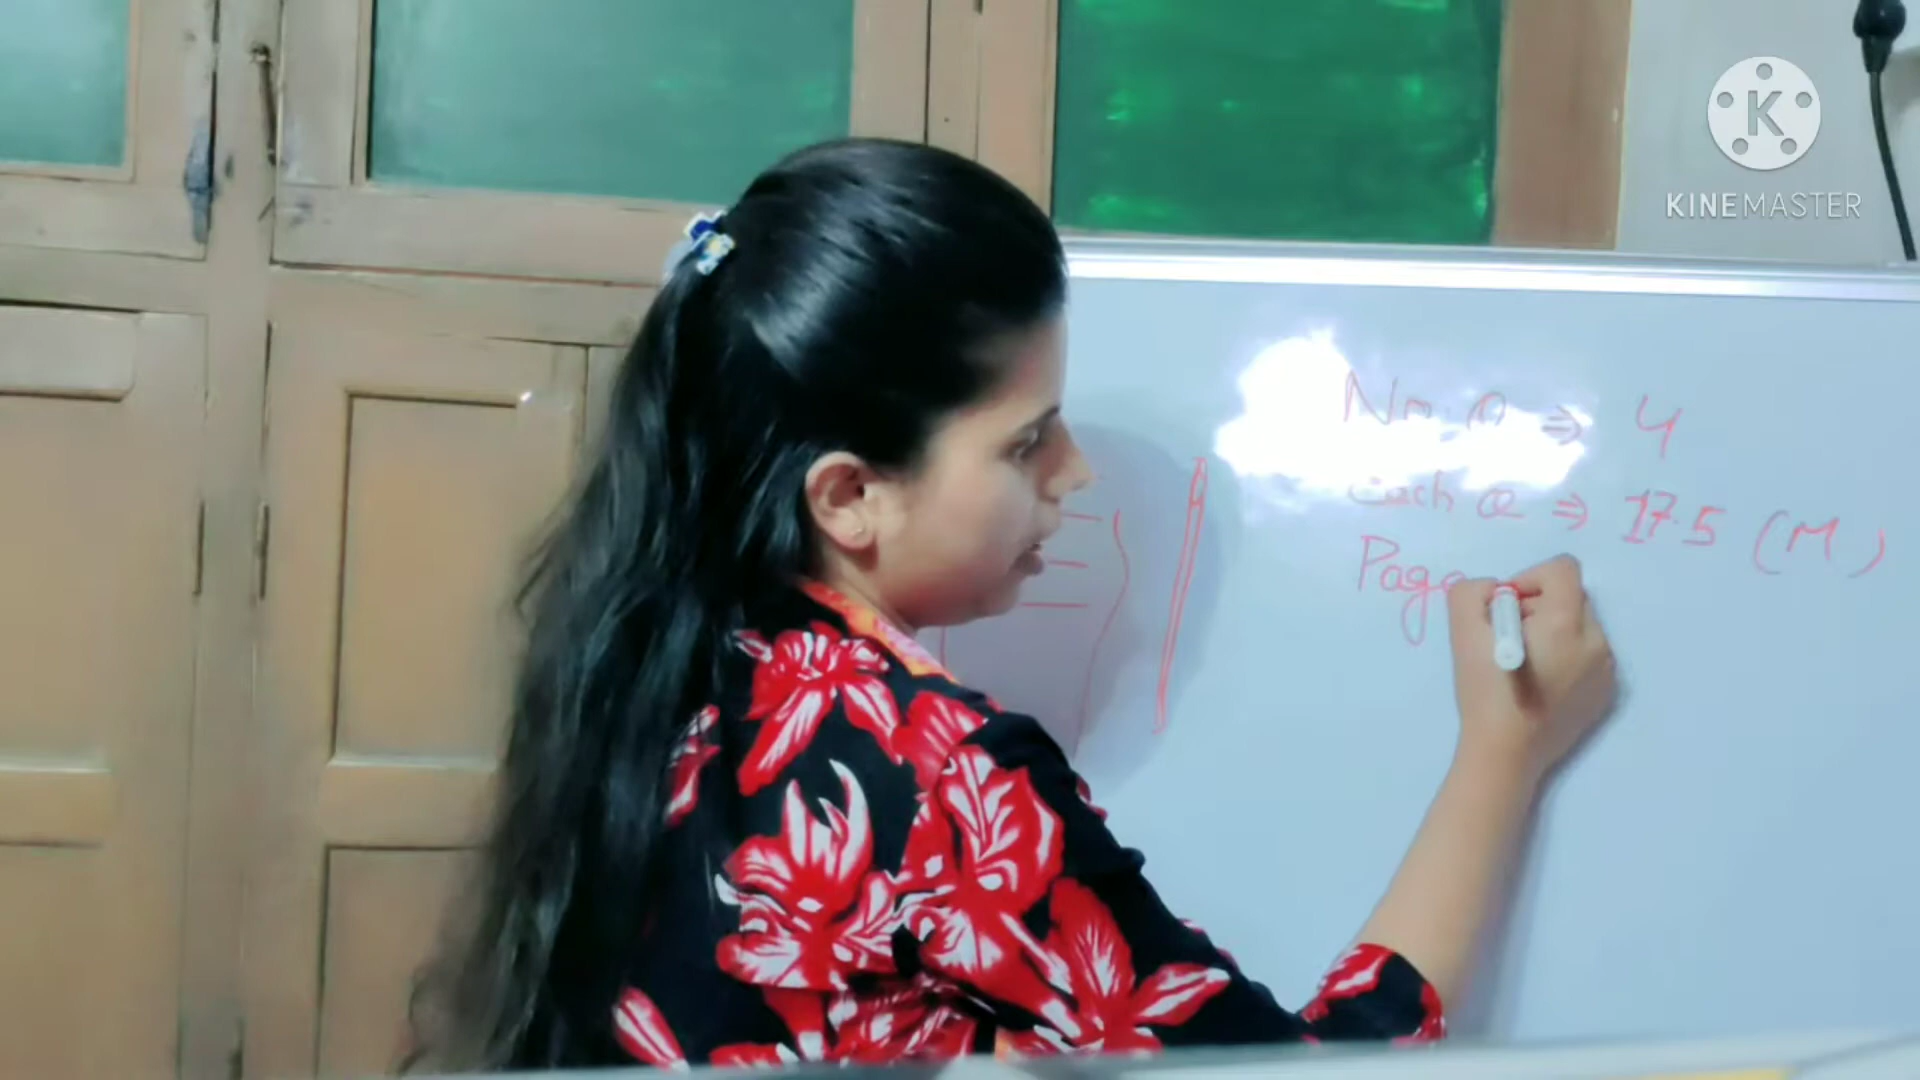 KINEMASTER
No. Q ⇒ 4
Each Q ⇒ 17.5 (M)
Page